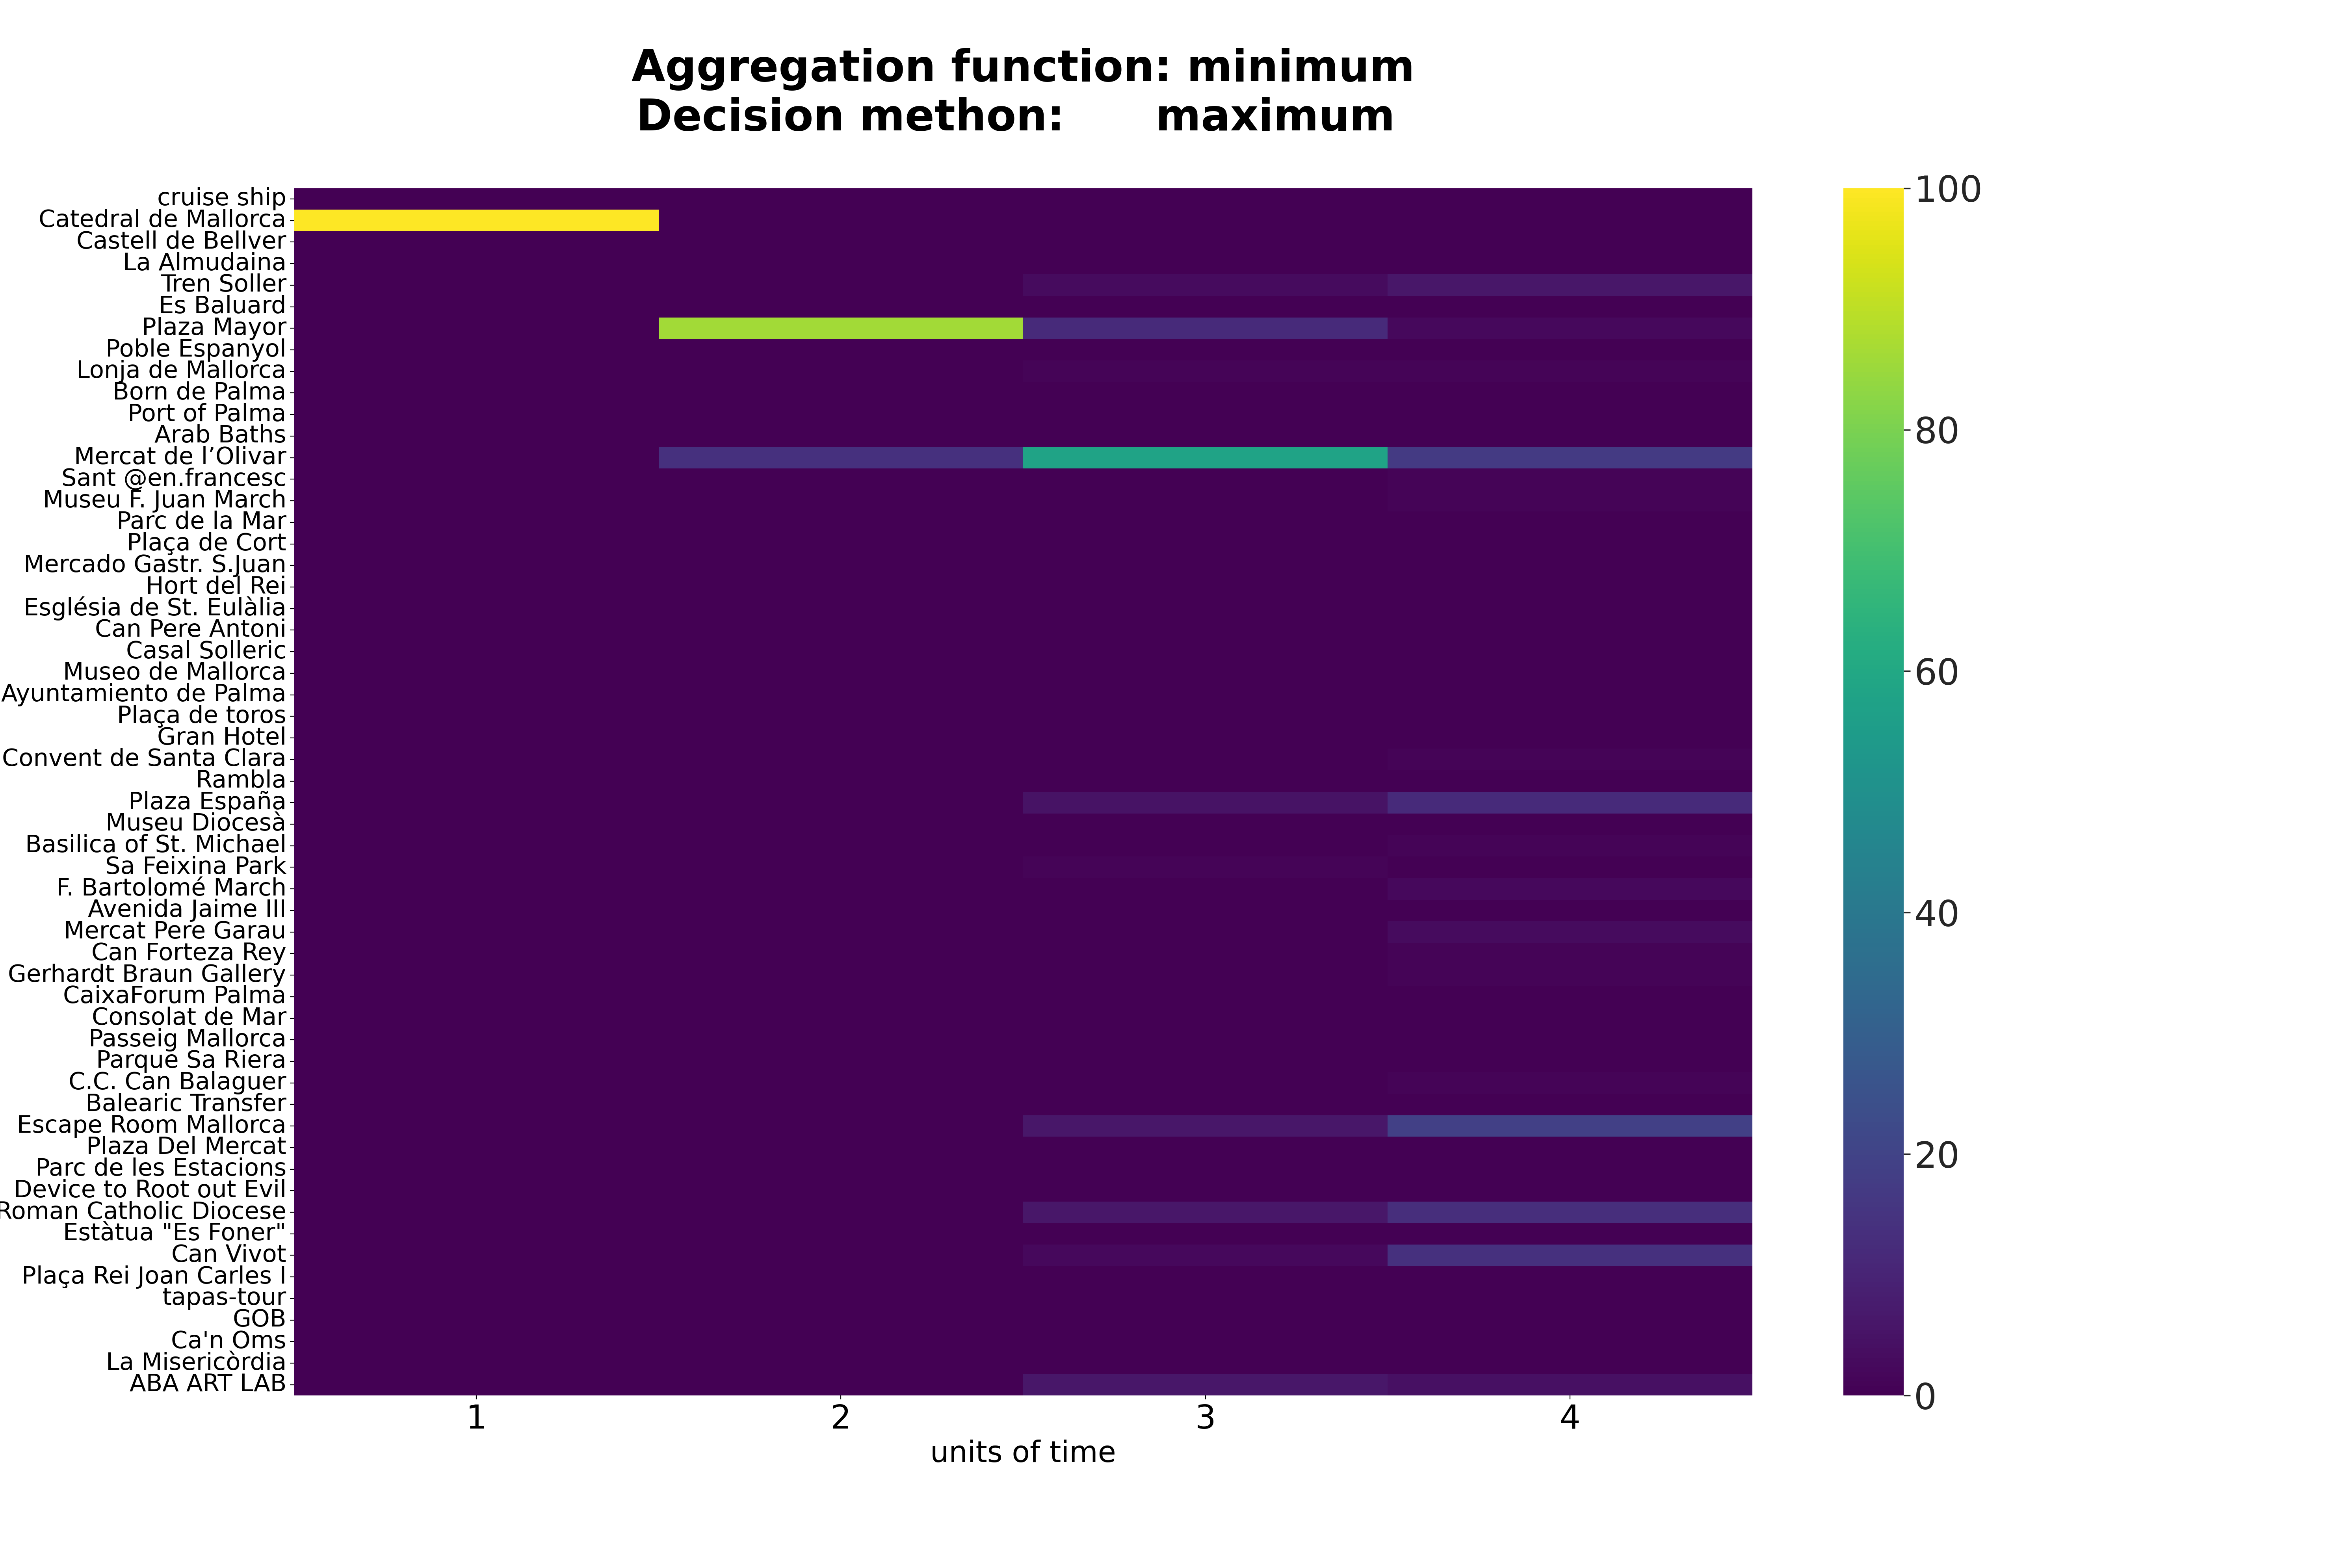 Aggregation function: minimum
Decision methon: maximum
cruise ship
Catedral de Mallorca
Castell de Bellver
La Almudaina
Tren Soller
Es Baluard
Plaza Mayor
Poble Espanyol
Lonja de Mallorca
Born de Palma
Port of Palma
Arab Baths
Mercat de l’Olivar
Sant @en.francesc
Museu F. Juan March
Parc de la Mar
Plaça de Cort
Mercado Gastr. S.Juan
Hort del Rei
Església de St. Eulàlia
Can Pere Antoni
Casal Solleric
Museo de Mallorca
Ayuntamiento de Palma
Plaça de toros
Gran Hotel
Convent de Santa Clara
Rambla
Plaza España
Museu Diocesà
Basilica of St. Michael
Sa Feixina Park
F. Bartolomé March
Avenida Jaime III
Mercat Pere Garau
Can Forteza Rey
Gerhardt Braun Gallery
CaixaForum Palma
Consolat de Mar
Passeig Mallorca
Parque Sa Riera
C.C. Can Balaguer
Balearic Transfer
Escape Room Mallorca
Plaza Del Mercat
Parc de les Estacions
Device to Root out Evil
Roman Catholic Diocese
Estàtua "Es Foner"
Can Vivot
Plaça Rei Joan Carles I
tapas-tour
GOB
Ca'n Oms
La Misericòrdia
ABA ART LAB
1 2 3 4
units of time
100
80
60
40
20
0